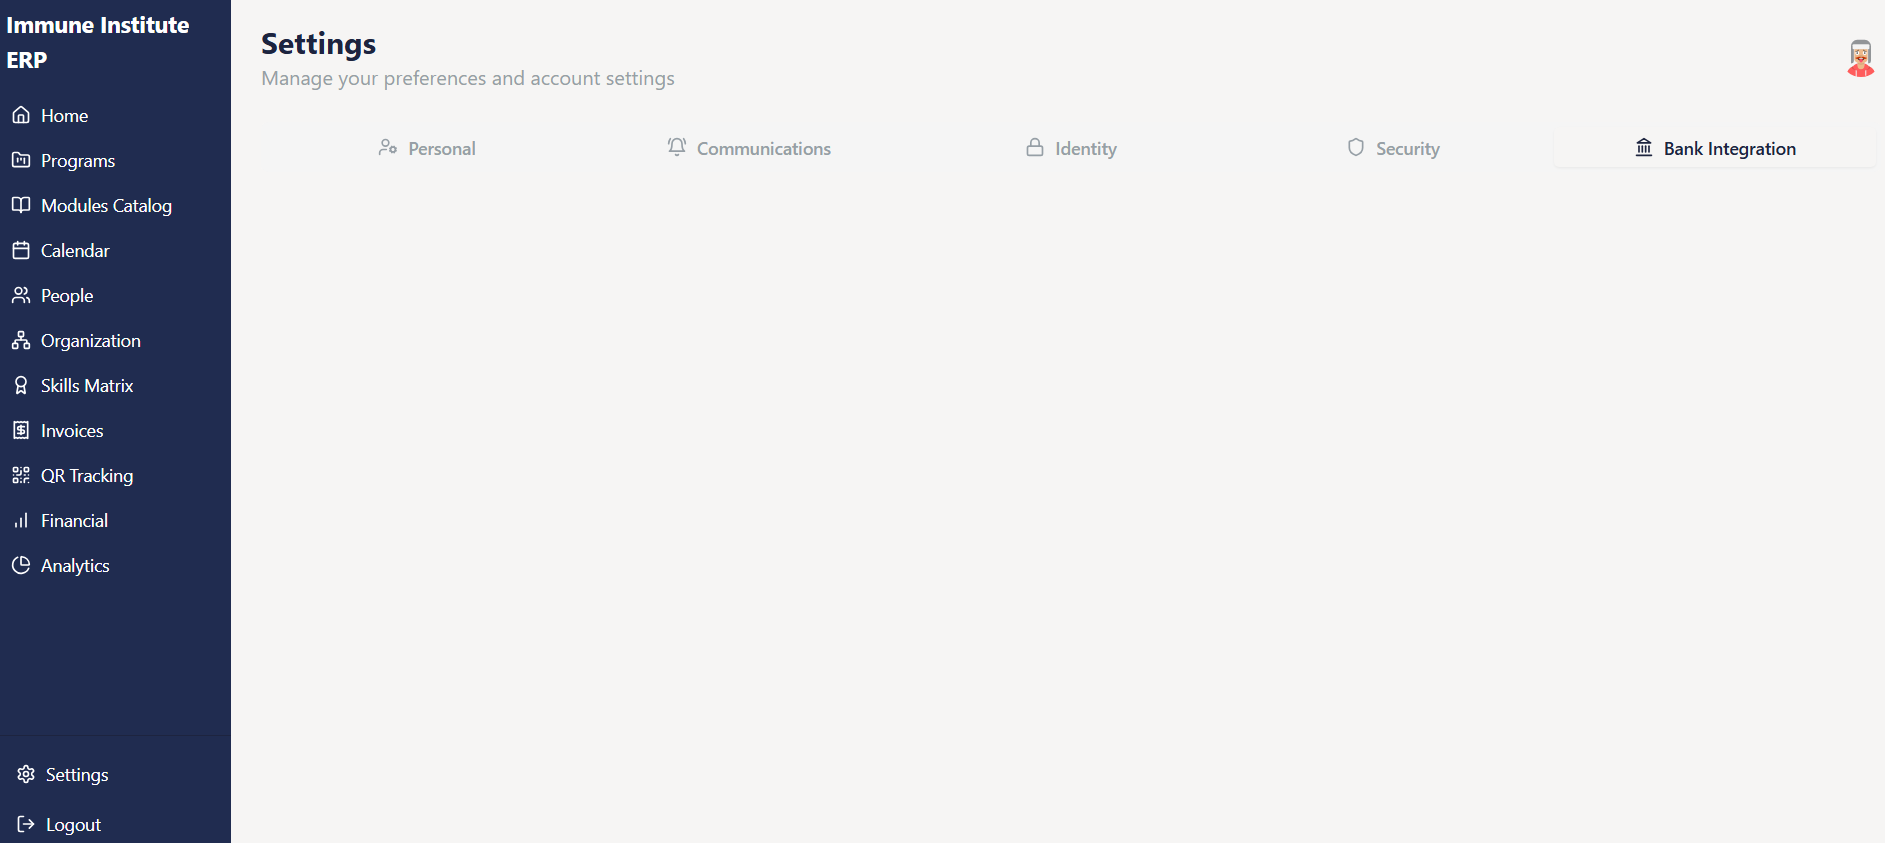 Immune Institute
ERP
Home
Programs
Modules Catalog
Calendar
People
Organization
Skills Matrix
Invoices
QR Tracking
Financial
Analytics
Settings
Logout
Settings
Manage your preferences and account settings
Personal
Communications
Identity
Security
Bank Integration